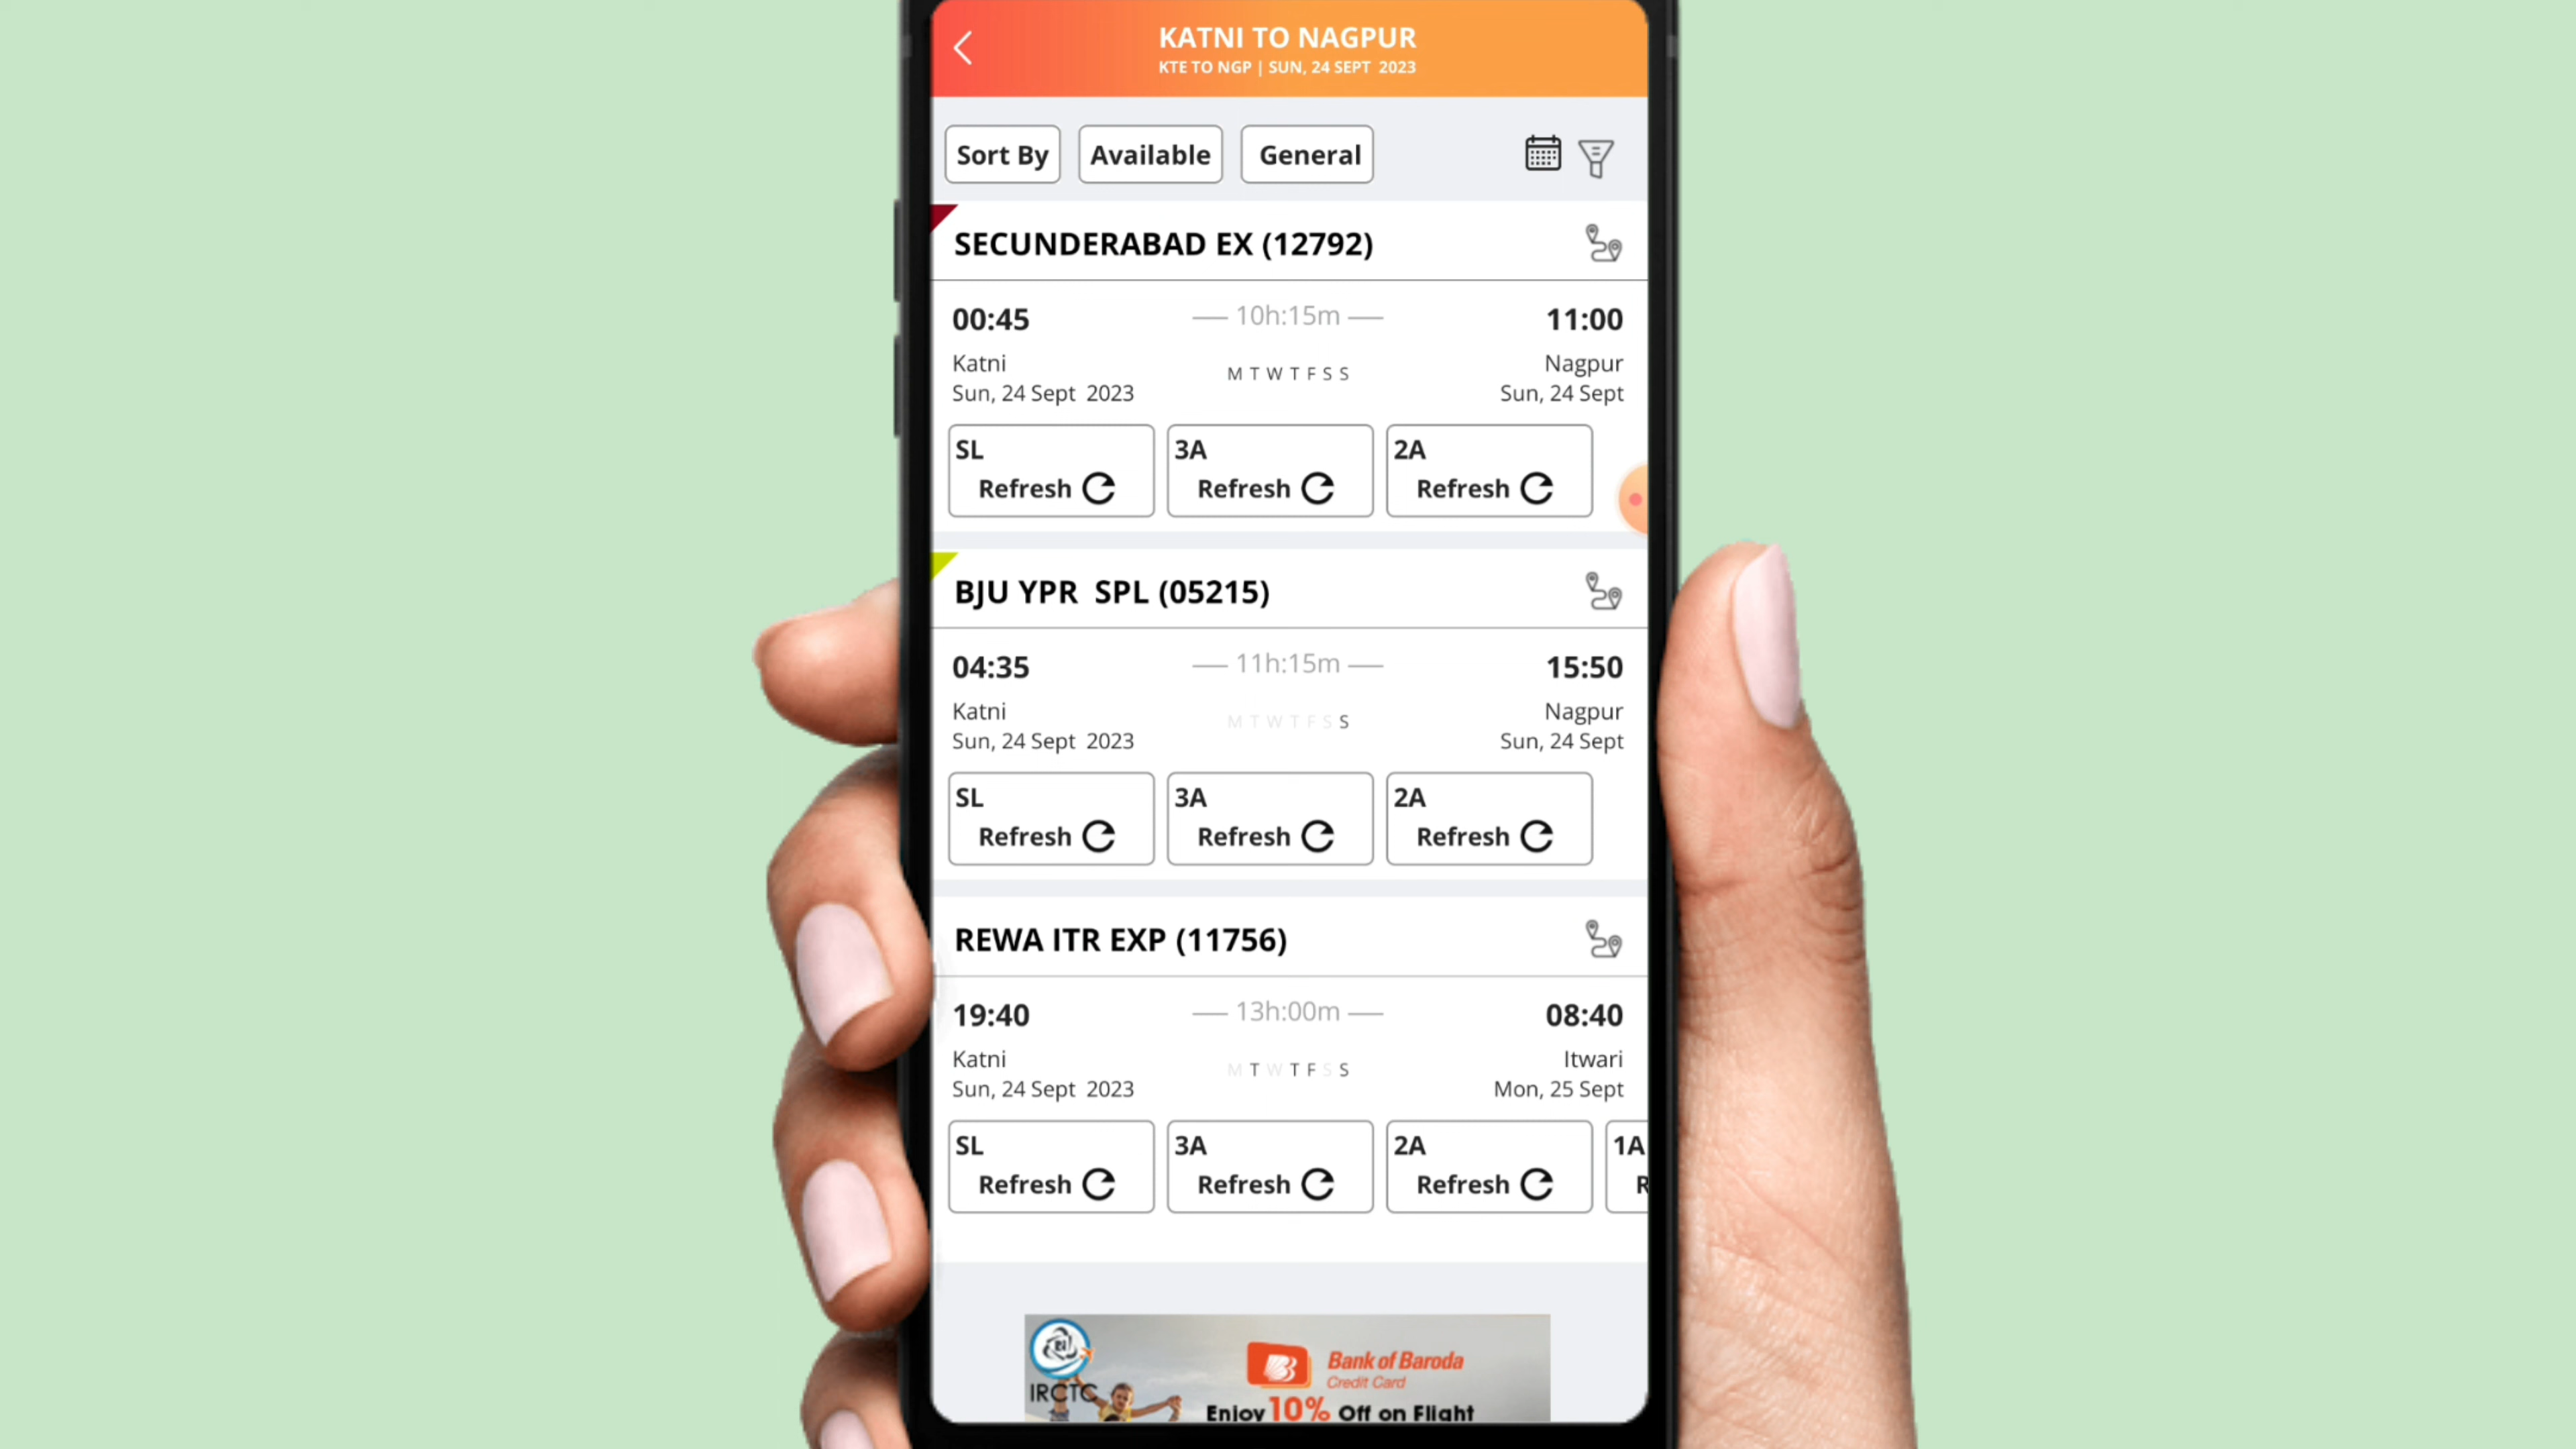 KATNI TO NAGPUR
KTE TO NGP | SUN, 24 SEPT 2023
Sort By Available General
SECUNDERABAD EX (12792)
00:45 10h:15m 11:00
Katni M T W T F S S Nagpur
Sun, 24 Sept 2023 Sun, 24 Sept
SL 3A 2A
Refresh Refresh Refresh
BJU YPR SPL (05215)
04:35 11h:15m 15:50
Katni M T W T F S S Nagpur
Sun, 24 Sept 2023 Sun, 24 Sept
SL 3A 2A
Refresh Refresh Refresh
REWA ITR EXP (11756)
19:40 13h:00m 08:40
Katni M T W T F S S Itwari
Sun, 24 Sept 2023 Mon, 25 Sept
SL 3A 2A 1A
Refresh Refresh Refresh R
Bank of Baroda
Credit Card
IRCTC
Enjoy 10% Off on Flight